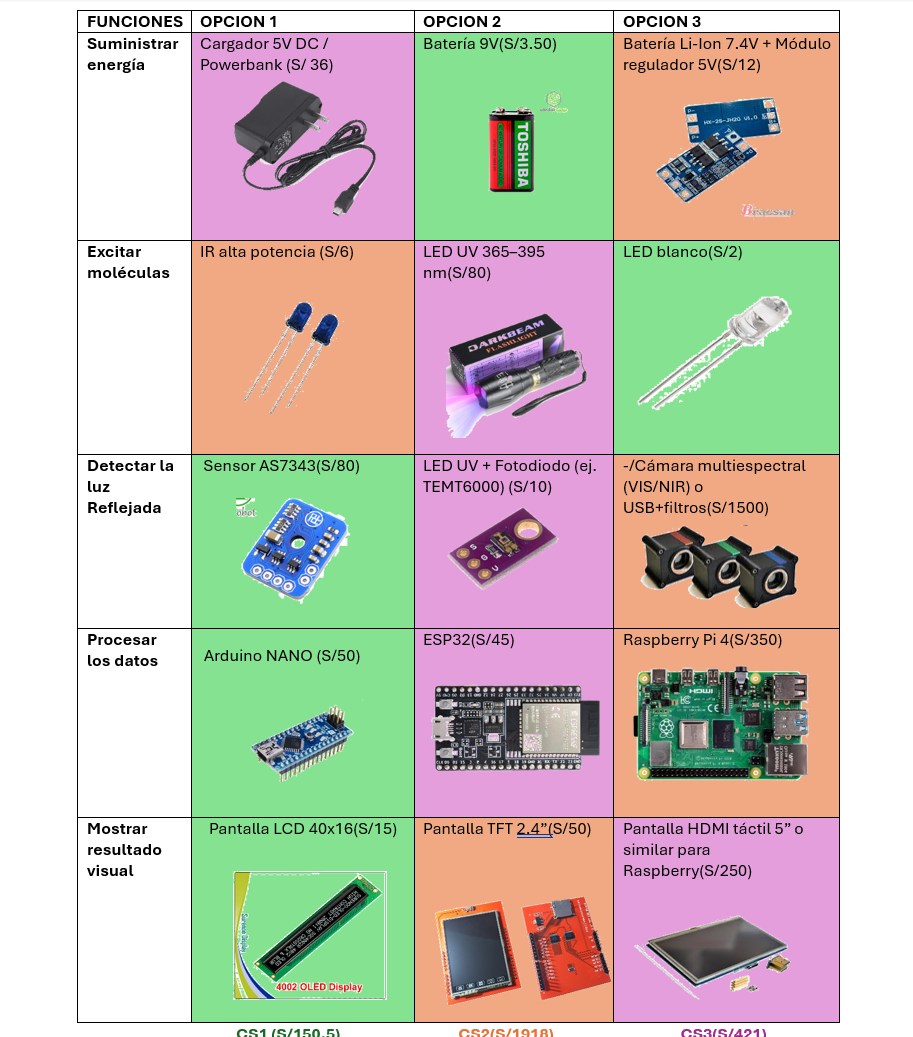 FUNCIONES OPCION 1 OPCION 2 OPCION 3
Suministrar
energía
Cargador 5V DC /
Powerbank (S/ 36)
Batería 9V(S/3.50)
TOSHIBA
Batería Li-Ion 7.4V + Módulo
regulador 5V(S/12)
HX-2S-JH20 V1.0
Excitar
moléculas
IR alta potencia (S/6)
LED UV 365–395
nm(S/80)
DARKBEAM
FLASHLIGHT
LED blanco(S/2)
Detectar la
luz
Reflejada
Sensor AS7343(S/80)
LED UV + Fotodiodo (ej.
TEMT6000) (S/10)
-/Cámara multiespectral
(VIS/NIR) o
USB+filtros(S/1500)
Procesar
los datos
Arduino NANO (S/50)
ESP32(S/45)
Raspberry Pi 4(S/350)
Mostrar
resultado
visual
Pantalla LCD 40x16(S/15)
4002 OLED Display
Pantalla TFT 2.4”(S/50)
Pantalla HDMI táctil 5” o
similar para
Raspberry(S/250)
CS1 (S/150.5) CS2(S/1918) CS3(S/421)